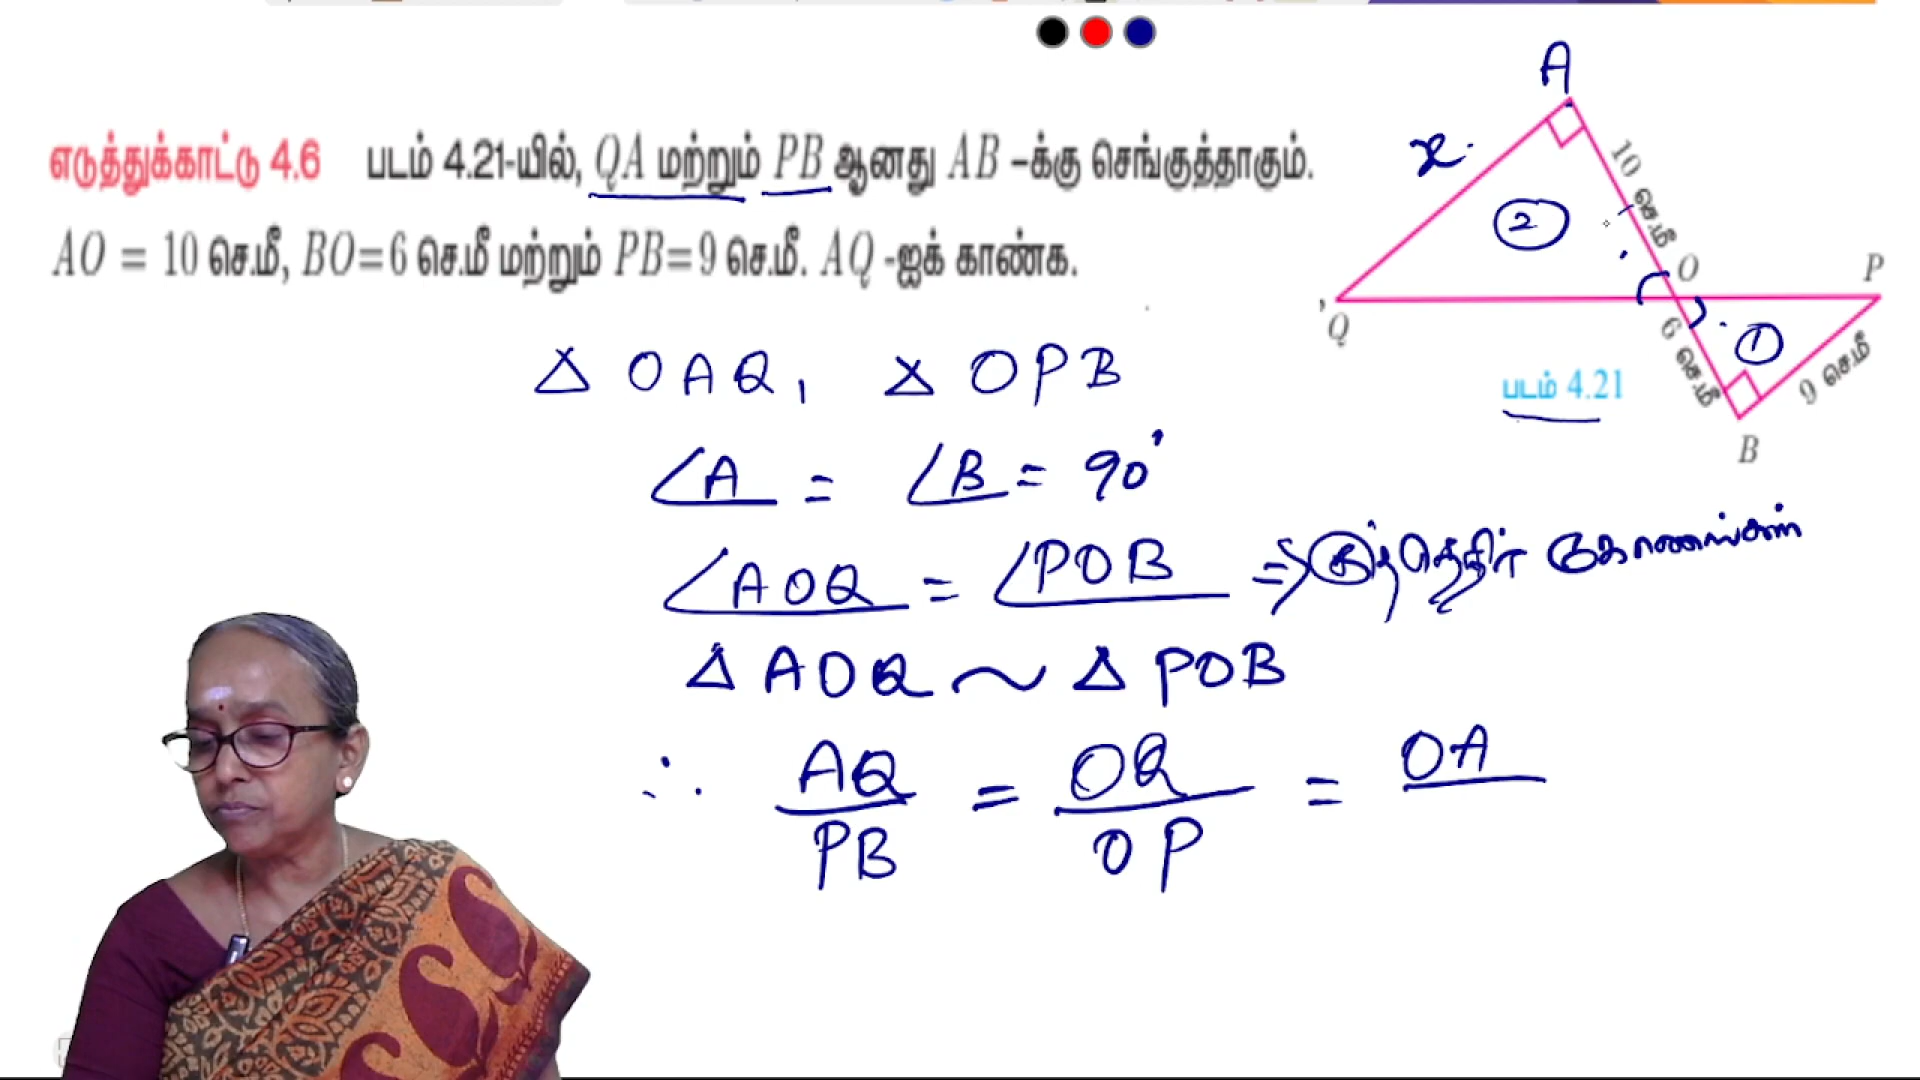 எடுத்துக்காட்டு 4.6 படம் 4.21-யில், QA மற்றும் PB ஆனது AB –க்கு செங்குத்தாகும்.
AO = 10 செ.மீ, BO=6 செ.மீ மற்றும் PB=9 செ.மீ. AQ -ஐக் காண்க.
A
x
10 செ.மீ
2
O
P
Q
6 செ.மீ
1
9 செ.மீ
படம் 4.21
B
Δ OAQ, Δ OPB
∠A = ∠B = 90°
∠AOQ = ∠POB ⇒ குத்தெதிர் கோணங்கள்
Δ AOQ ~ Δ POB
∴ AQ/PB = OQ/OP = OA